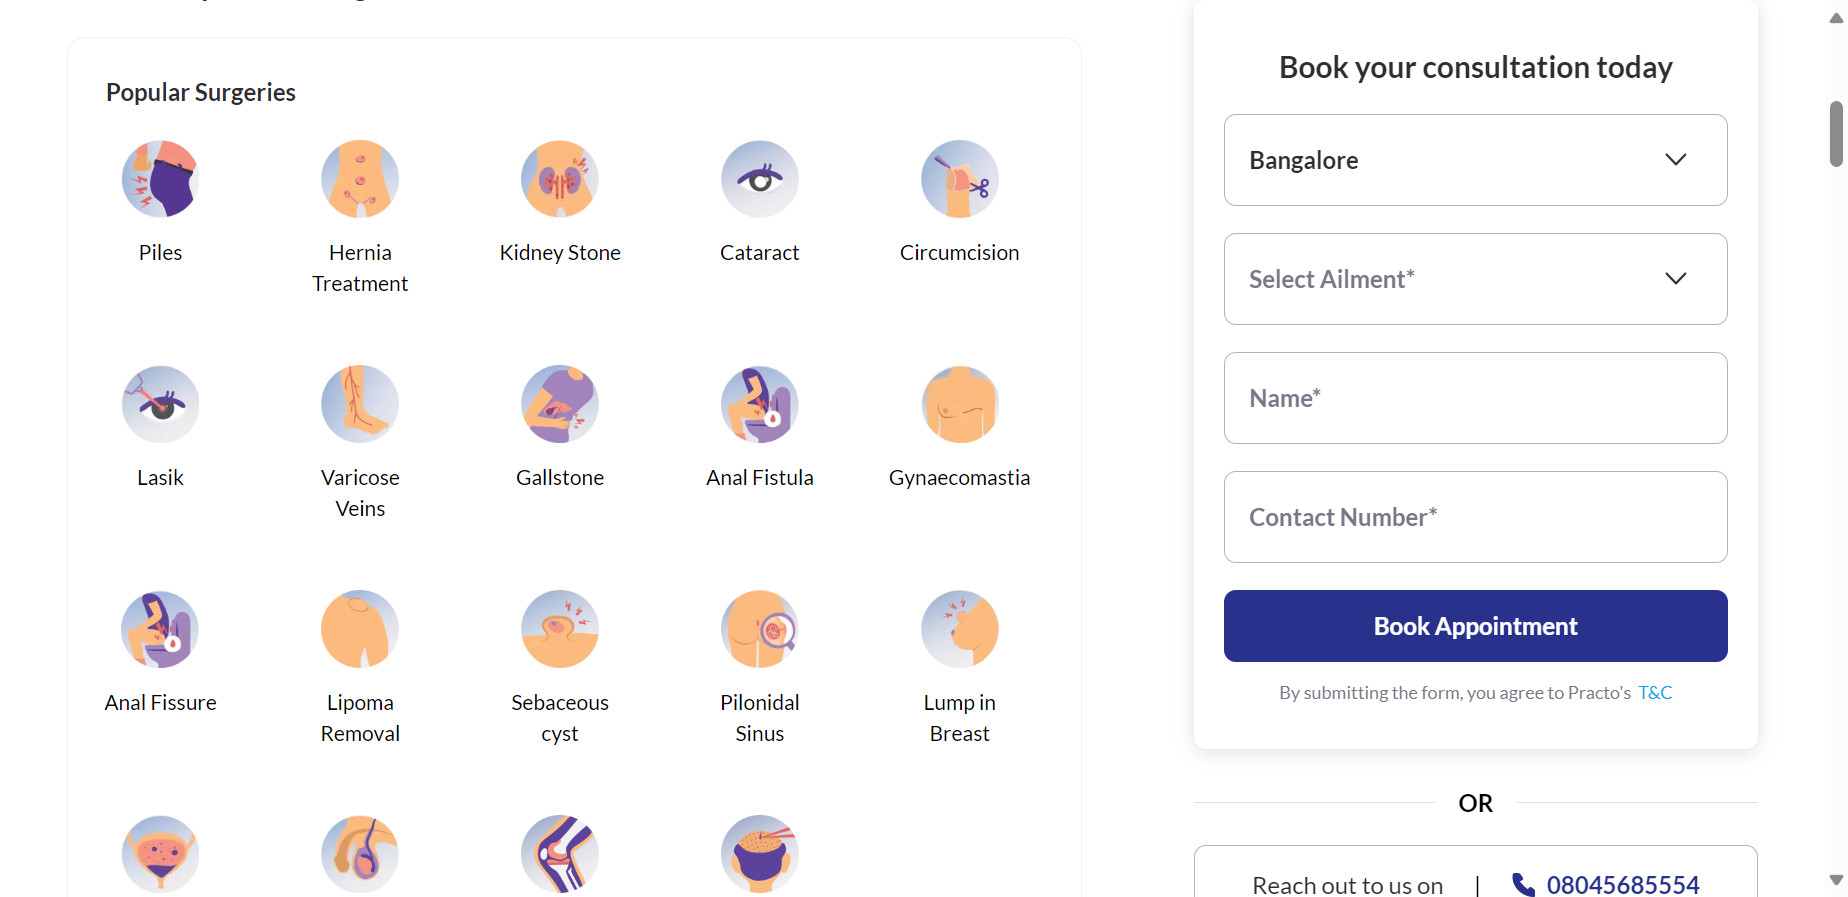 Popular Surgeries
Piles
Hernia
Treatment
Kidney Stone
Cataract
Circumcision
Lasik
Varicose
Veins
Gallstone
Anal Fistula
Gynaecomastia
Anal Fissure
Lipoma
Removal
Sebaceous
cyst
Pilonidal
Sinus
Lump in
Breast
Book your consultation today
Bangalore
Select Ailment*
Name*
Contact Number*
Book Appointment
By submitting the form, you agree to Practo's T&C
OR
Reach out to us on | 08045685554